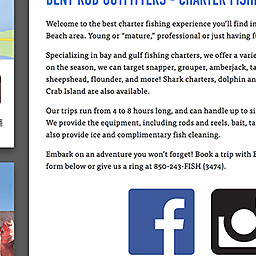 BENT ROD OUTFITTERS - CHARTER FISHI
Welcome to the best charter fishing experience you'll find in
Beach area. Young or "mature," professional or just having fu
Specializing in bay and gulf fishing charters, we offer a varie
on the season, we can target snapper, grouper, amberjack, ta
sheepshead, flounder, and more! Shark charters, dolphin an
Crab Island are also available.
Our trips run from 4 to 8 hours long, and can handle up to si
We provide the equipment, including rods and reels, bait, ta
also provide ice and complimentary fish cleaning.
Embark on an adventure you won't forget! Book a trip with B
form below or give us a ring at 850-243-FISH (3474).